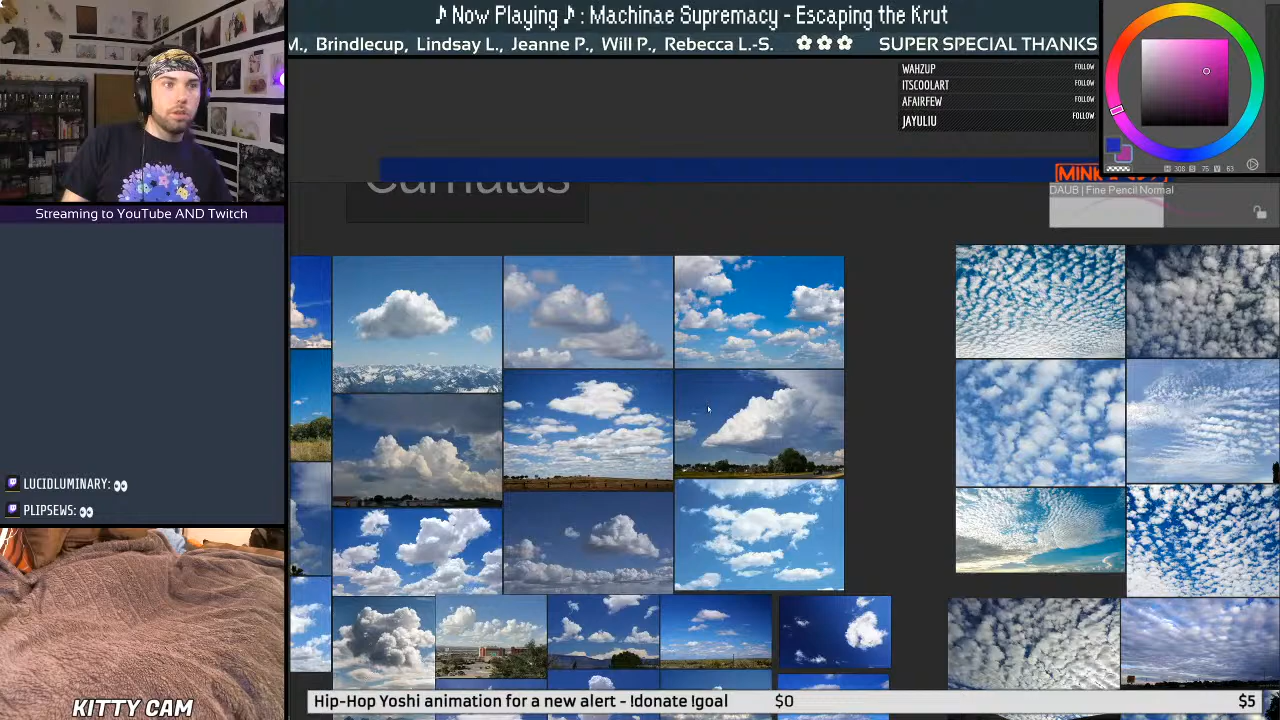 ♪ Now Playing ♪ : Machinae Supremacy - Escaping the Krut
M., Brindlecup, Lindsay L., Jeanne P., Will P., Rebecca L.-S. ✿ ✿ ✿ SUPER SPECIAL THANKS
WAHZUP FOLLOW
ITSCOOLART FOLLOW
AFAIRFEW FOLLOW
JAYULIU FOLLOW
DAUB | Fine Pencil Normal
Streaming to YouTube AND Twitch
LUCIDLUMINARY: 👀
PLIPSEWS: 👀
KITTY CAM
Hip-Hop Yoshi animation for a new alert - !donate !goal $0 $5